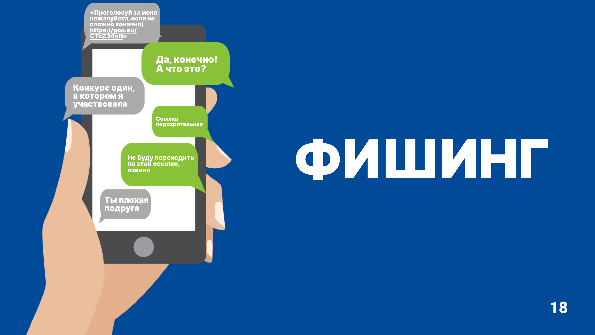 «Проголосуй за меня
пожалуйста, если не
сложно конечно)
https://goo.su/
Да, конечно!
А что это?
Конкурс один,
в котором я
участвовала
Ссылка
подозрительная
Не буду переходить
по этой ссылке,
извини
Ты плохая
подруга
ФИШИНГ
18